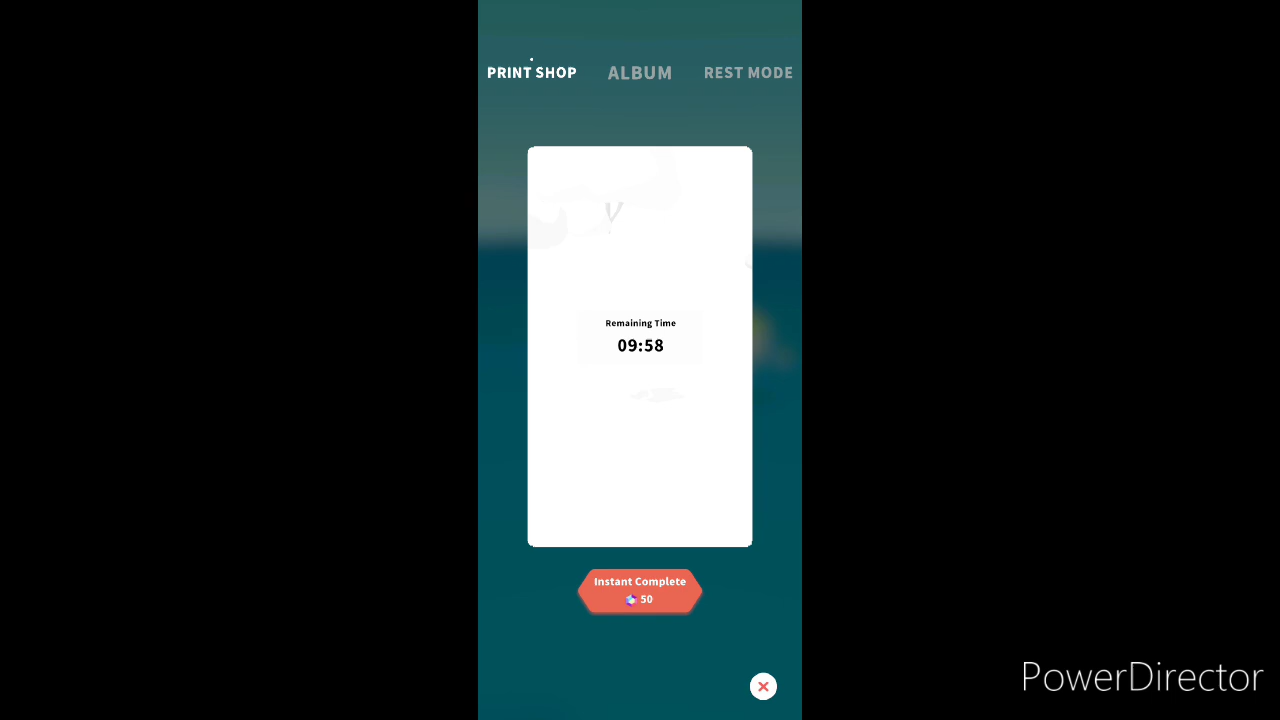 PRINT SHOP
ALBUM
REST MODE
Remaining Time
09:58
Instant Complete
50
PowerDirector